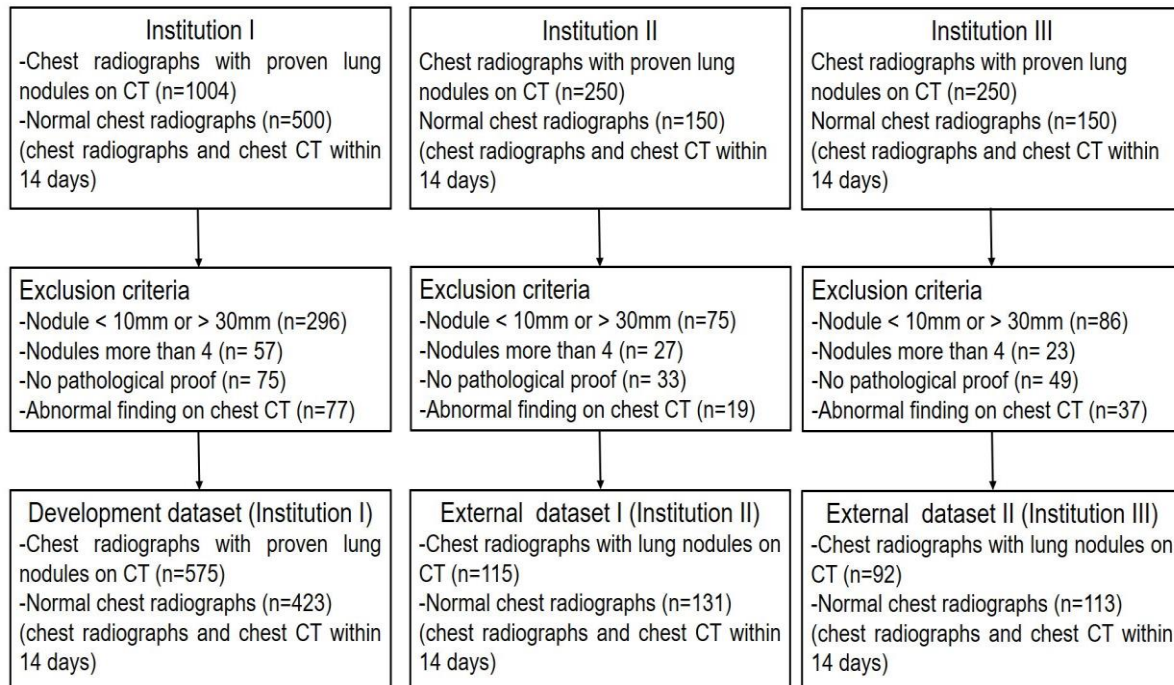 Institution I
-Chest radiographs with proven lung
nodules on CT (n=1004)
-Normal chest radiographs (n=500)
(chest radiographs and chest CT within
14 days)
Institution II
Chest radiographs with proven lung
nodules on CT (n=250)
Normal chest radiographs (n=150)
(chest radiographs and chest CT within
14 days)
Institution III
Chest radiographs with proven lung
nodules on CT (n=250)
Normal chest radiographs (n=150)
(chest radiographs and chest CT within
14 days)
Exclusion criteria
-Nodule < 10mm or > 30mm (n=296)
-Nodules more than 4 (n= 57)
-No pathological proof (n= 75)
-Abnormal finding on chest CT (n=77)
Exclusion criteria
-Nodule < 10mm or > 30mm (n=75)
-Nodules more than 4 (n= 27)
-No pathological proof (n= 33)
-Abnormal finding on chest CT (n=19)
Exclusion criteria
-Nodule < 10mm or > 30mm (n=86)
-Nodules more than 4 (n= 23)
-No pathological proof (n= 49)
-Abnormal finding on chest CT (n=37)
Development dataset (Institution I)
-Chest radiographs with proven lung
nodules on CT (n=575)
-Normal chest radiographs (n=423)
(chest radiographs and chest CT within
14 days)
External dataset I (Institution II)
-Chest radiographs with lung nodules on
CT (n=115)
-Normal chest radiographs (n=131)
(chest radiographs and chest CT within
14 days)
External dataset II (Institution III)
-Chest radiographs with lung nodules on
CT (n=92)
-Normal chest radiographs (n=113)
(chest radiographs and chest CT within
14 days)